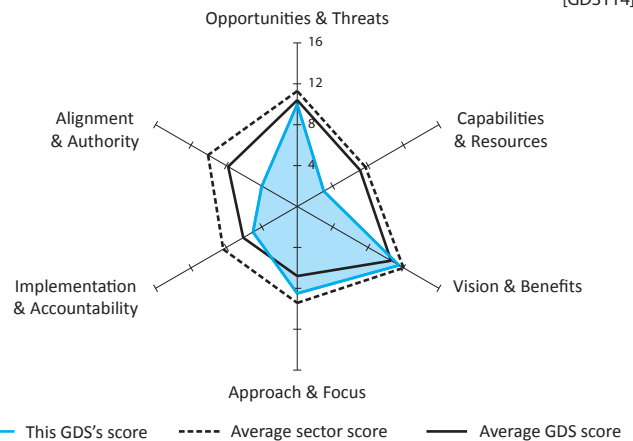 [GDS114]
Opportunities & Threats
16
12
8
4
Alignment
& Authority
Capabilities
& Resources
Implementation
& Accountability
Vision & Benefits
Approach & Focus
This GDS's score
Average sector score
Average GDS score